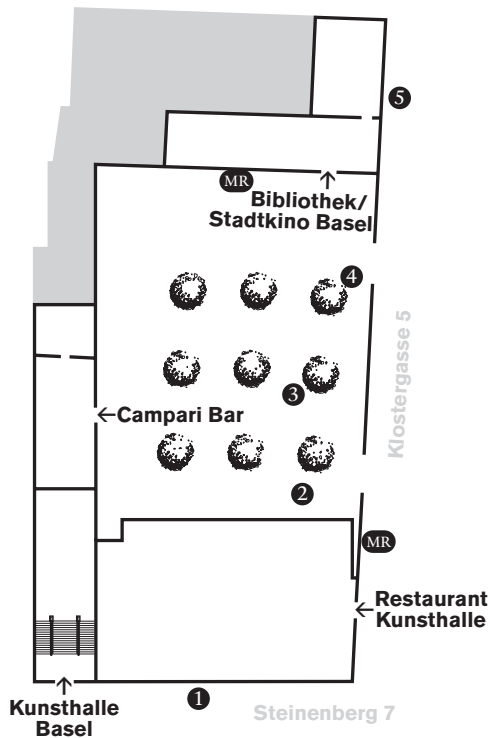 5
MR
Bibliothek/
Stadtkino Basel
4
Klostergasse 5
3
Campari Bar
2
MR
Restaurant
Kunsthalle
1
Kunsthalle
Basel
Steinenberg 7